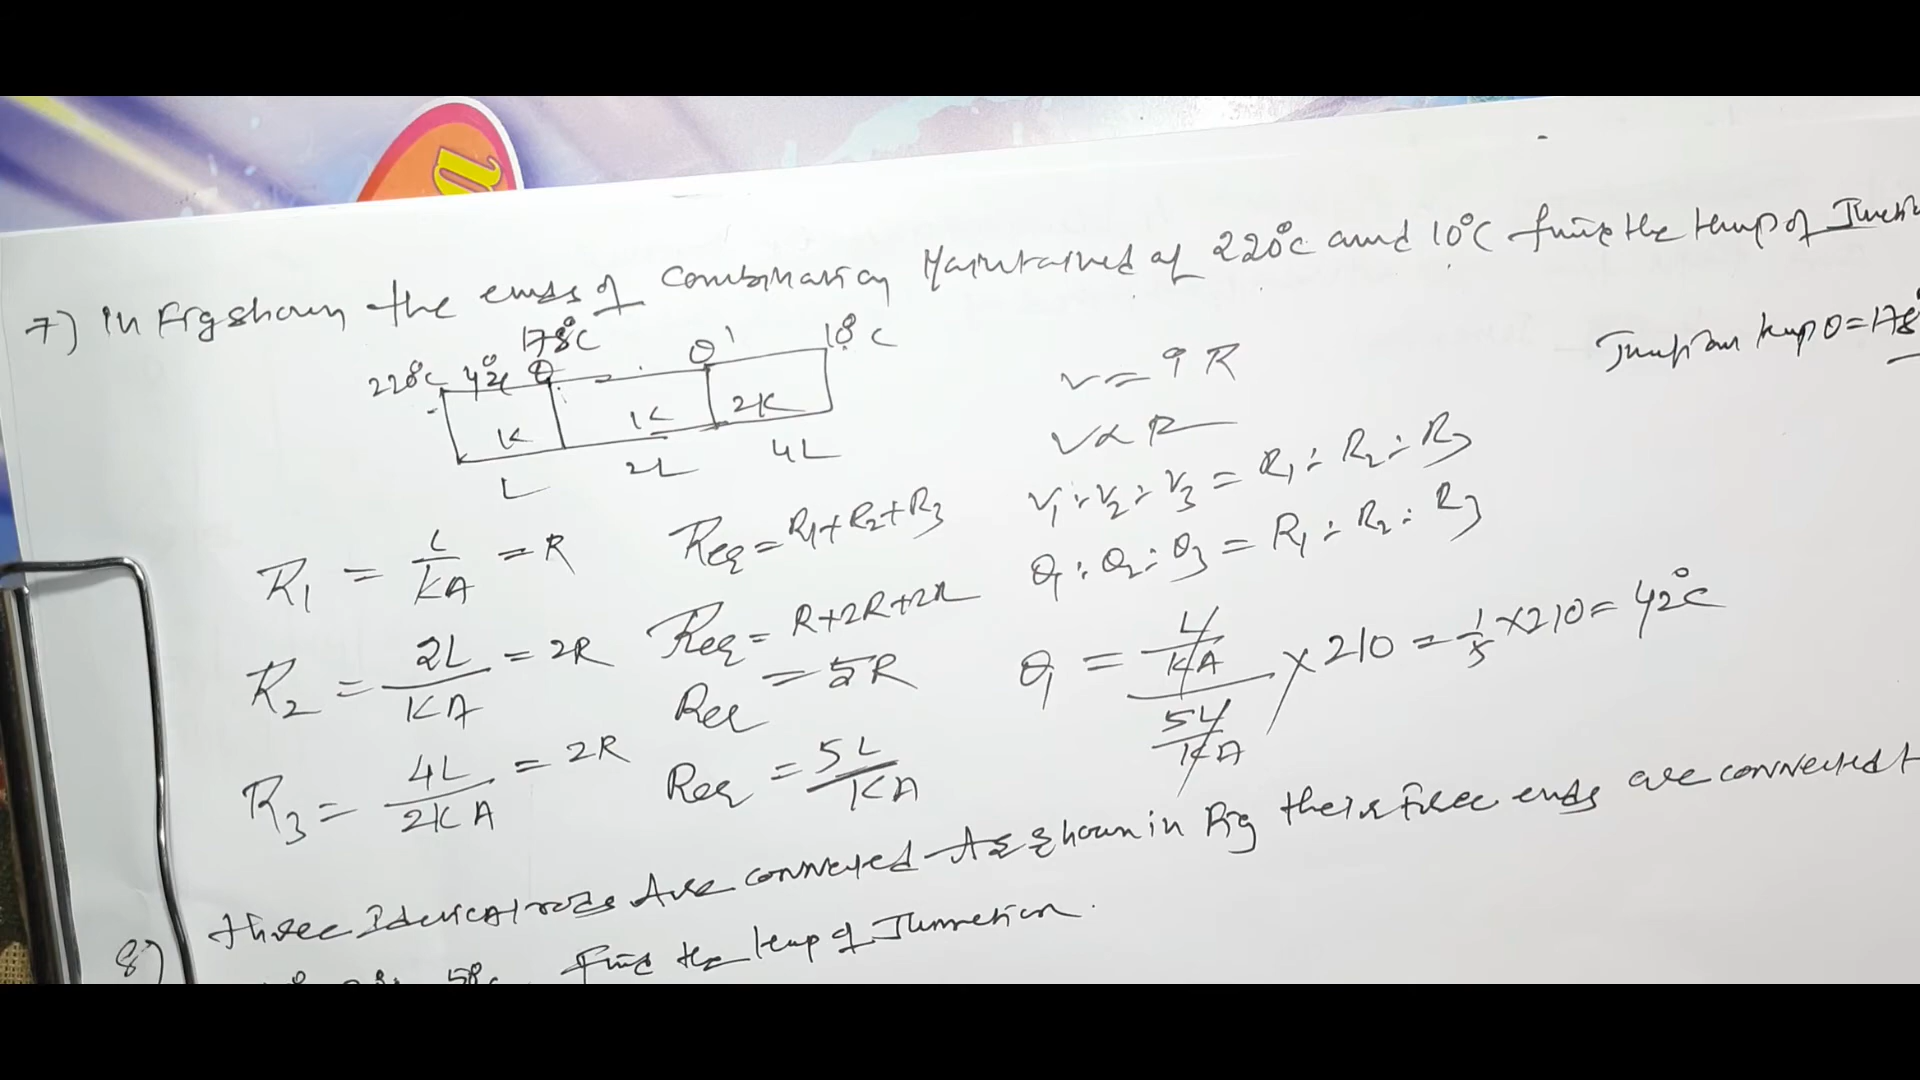 7) In Fig shown the ends of combination Maintained at 220°C and 10°C find the temp of
178°C
220°C 42 θ θ' 10°C
K K 2K
L 2L 4L
Junction temp θ = 178°
V = q R
V ∝ R
V1 : V2 : V3 = R1 : R2 : R3
θ1 : θ2 : θ3 = R1 : R2 : R3
R1 = L/KA = R
R2 = 2L/KA = 2R
R3 = 4L/2KA = 2R
Req = R1+R2+R3
Req = R+2R+2R
Req = 5R
Req = 5L/KA
θ1 = (L/KA)/(5L/KA) × 210 = 1/5 × 210 = 42°C
8) three Identical rods Are connected As shown in Fig their Free ends are connected
50°C Find the temp of Junction.